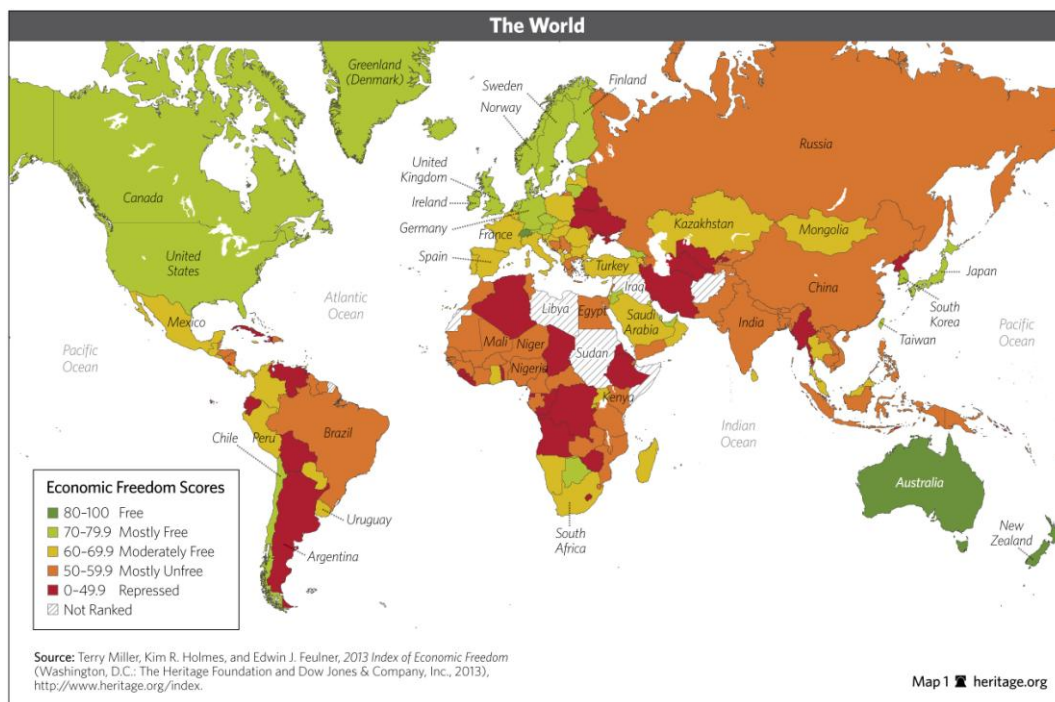 The World
Greenland
(Denmark)
Sweden
Norway
Finland
Russia
Canada
United
Kingdom
Ireland
Germany
France
Kazakhstan
Mongolia
United
States
Spain
Turkey
Japan
Atlantic
Ocean
Iraq
China
South
Korea
Mexico
Libya
Egypt
Saudi
Arabia
India
Taiwan
Pacific
Ocean
Pacific
Ocean
Mali
Niger
Sudan
Nigeria
Kenya
Indian
Ocean
Chile
Peru
Brazil
Australia
New
Zealand
Uruguay
South
Africa
Argentina
Economic Freedom Scores
80–100 Free
70–79.9 Mostly Free
60–69.9 Moderately Free
50–59.9 Mostly Unfree
0–49.9 Repressed
Not Ranked
Source: Terry Miller, Kim R. Holmes, and Edwin J. Feulner, 2013 Index of Economic Freedom
(Washington, D.C.: The Heritage Foundation and Dow Jones & Company, Inc., 2013),
http://www.heritage.org/index.
Map 1 heritage.org